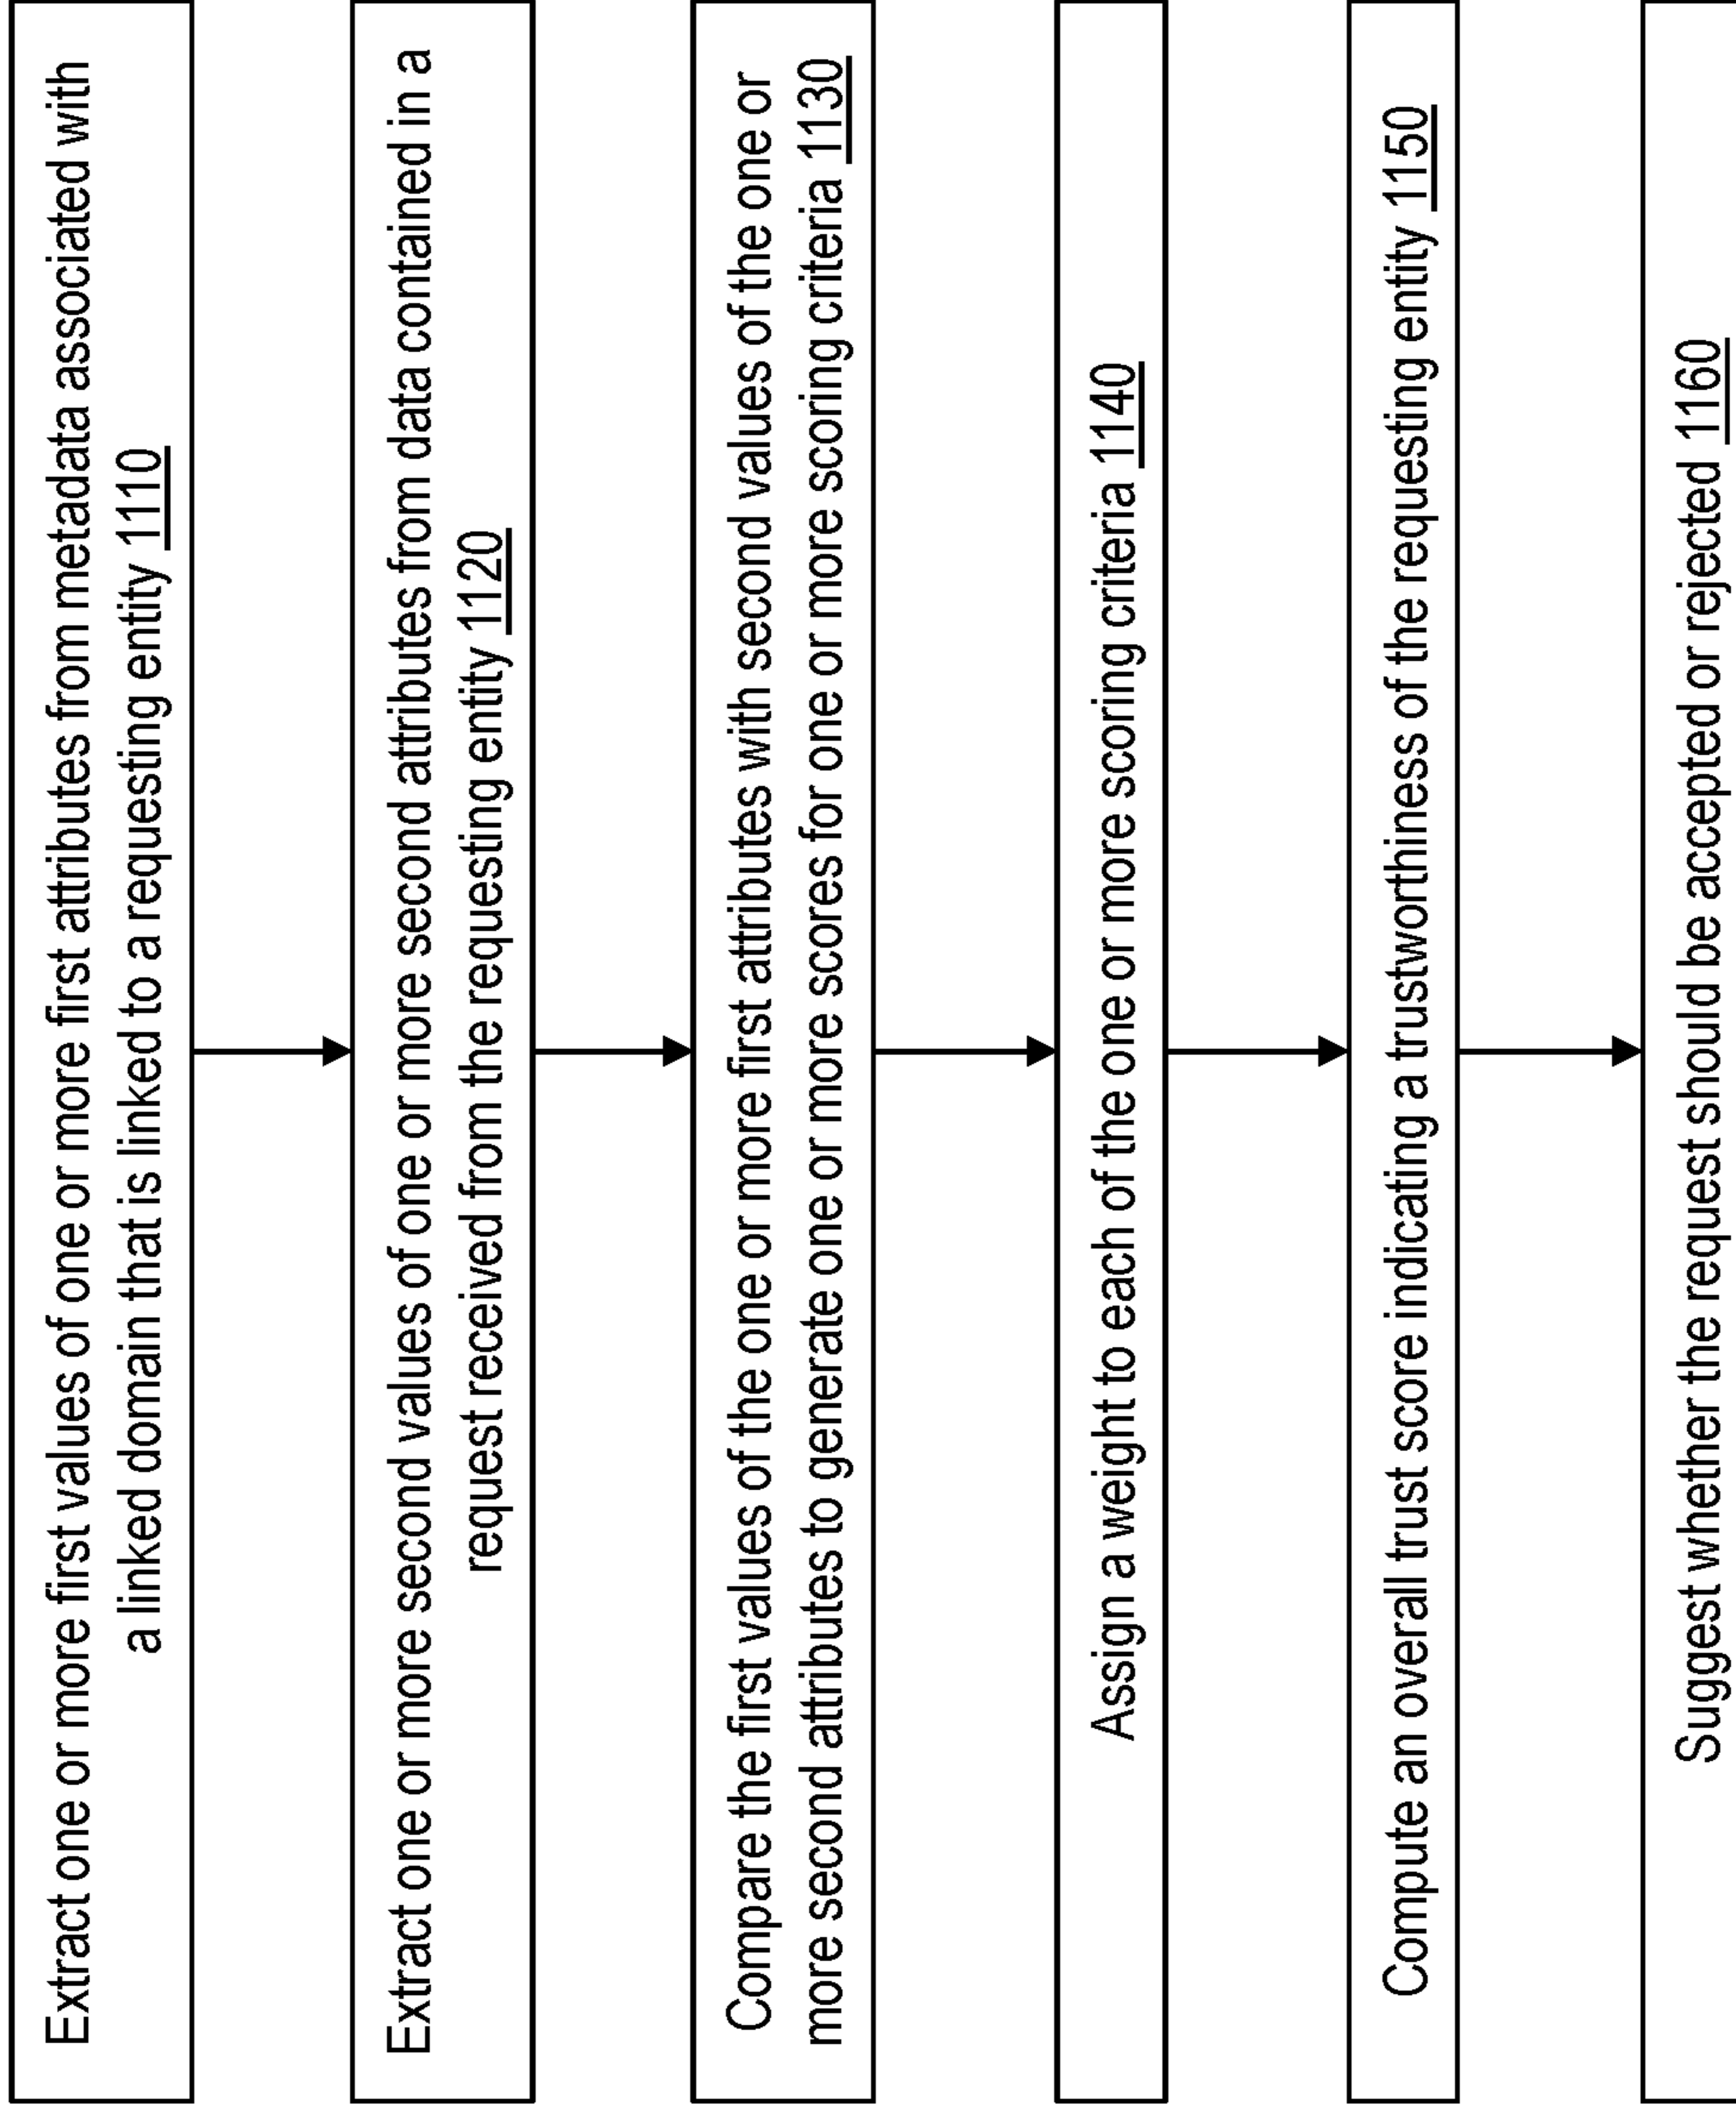 Extract one or more first values of one or more first attributes from metadata associated with
a linked domain that is linked to a requesting entity 1110
Extract one or more second values of one or more second attributes from data contained in a
request received from the requesting entity 1120
Compare the first values of the one or more first attributes with second values of the one or
more second attributes to generate one or more scores for one or more scoring criteria 1130
Assign a weight to each of the one or more scoring criteria 1140
Compute an overall trust score indicating a trustworthiness of the requesting entity 1150
Suggest whether the request should be accepted or rejected 1160